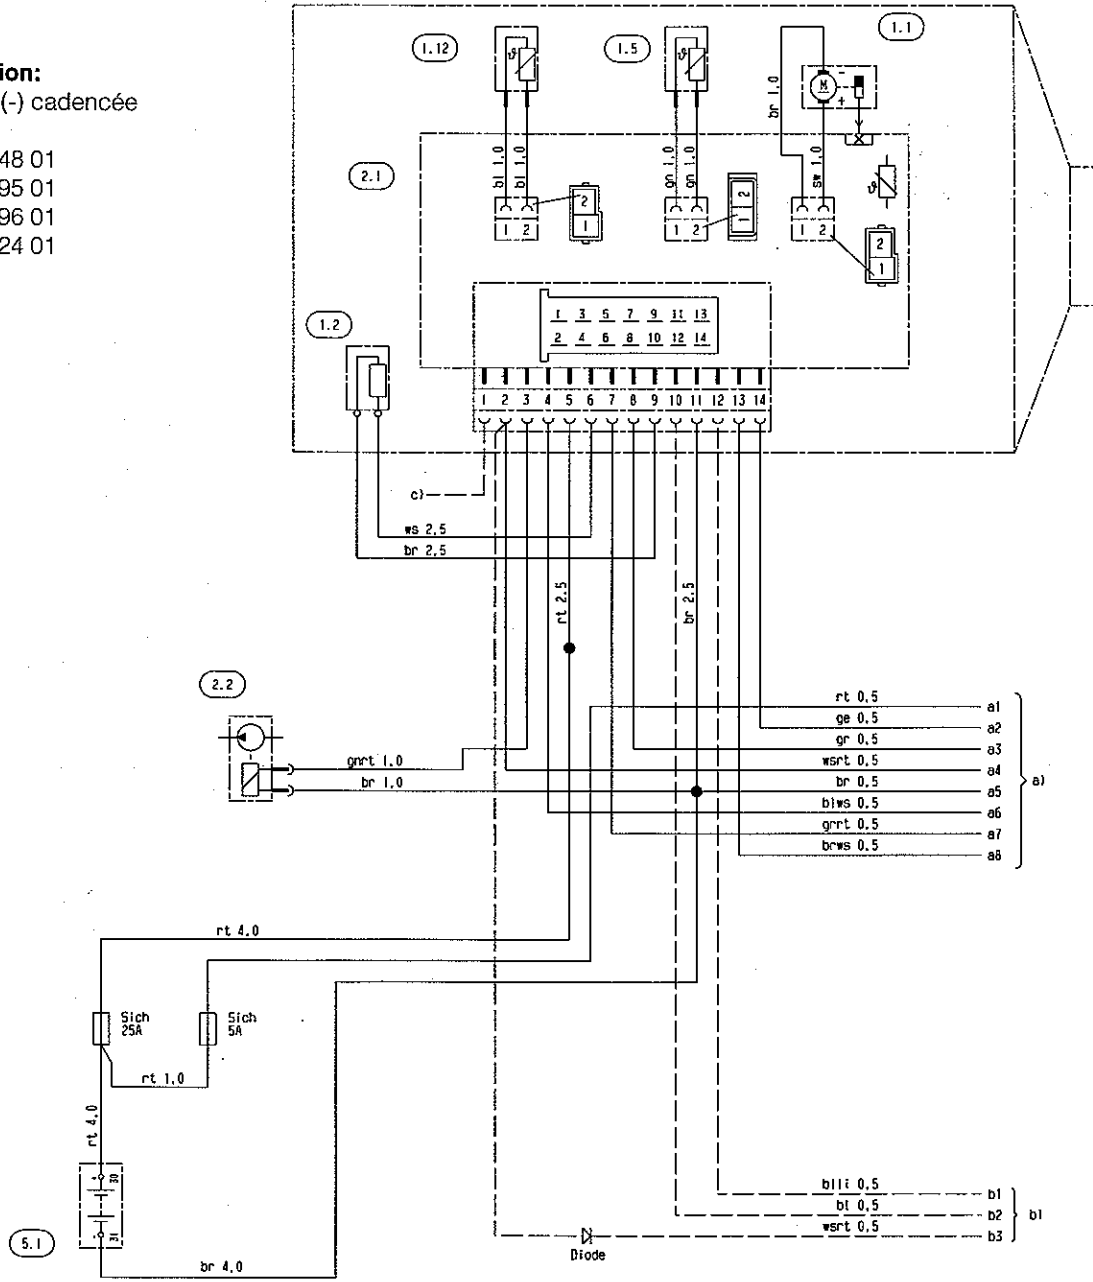 ion:
(-) cadencée
48 01
95 01
96 01
24 01
1.12
1.5
1.1
br 1,0
M
-
+
2.1
bl 1,0
bl 1,0
gn 1,0
gn 1,0
sw 1,0
ϑ
ϑ
ϑ
1 2
2
1
1 2
2
1
1 2
2
1
1.2
1 3 5 7 9 11 13
2 4 6 8 10 12 14
1 2 3 4 5 6 7 8 9 10 11 12 13 14
c)
ws 2,5
br 2,5
rt 2,5
br 2,5
2.2
gnrt 1,0
br 1,0
rt 0,5 a1
ge 0,5 a2
gr 0,5 a3
wsrt 0,5 a4
br 0,5 a5
blws 0,5 a6
grrt 0,5 a7
brws 0,5 a8
a)
rt 4,0
Sich
25A
Sich
5A
rt 1,0
rt 4,0
+ 30
- 31
5.1
br 4,0
Diode
blli 0,5 b1
bl 0,5 b2
wsrt 0,5 b3
b)